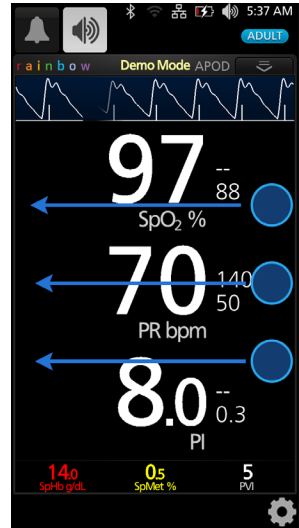 5:37 AM
ADULT
rainbow Demo Mode APOD
97 --
88
SpO₂ %
70 140
50
PR bpm
8.0 --
0.3
PI
14.0 0.5 5
SpHb g/dL SpMet % PVI